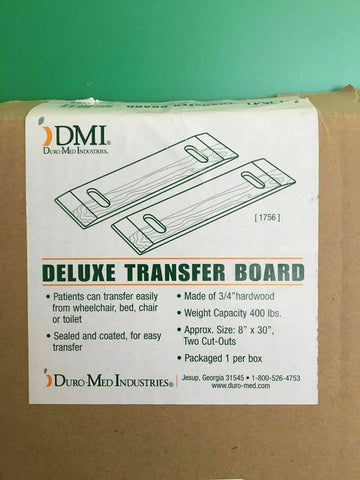 DMI®
DURO-MED INDUSTRIES®
[ 1756 ]
DELUXE TRANSFER BOARD
• Patients can transfer easily
from wheelchair, bed, chair
or toilet
• Sealed and coated, for easy
transfer
• Made of 3/4"hardwood
• Weight Capacity 400 lbs.
• Approx. Size: 8" x 30",
Two Cut-Outs
• Packaged 1 per box
DURO-MED INDUSTRIES®
Jesup, Georgia 31545 • 1-800-526-4753
www.duro-med.com